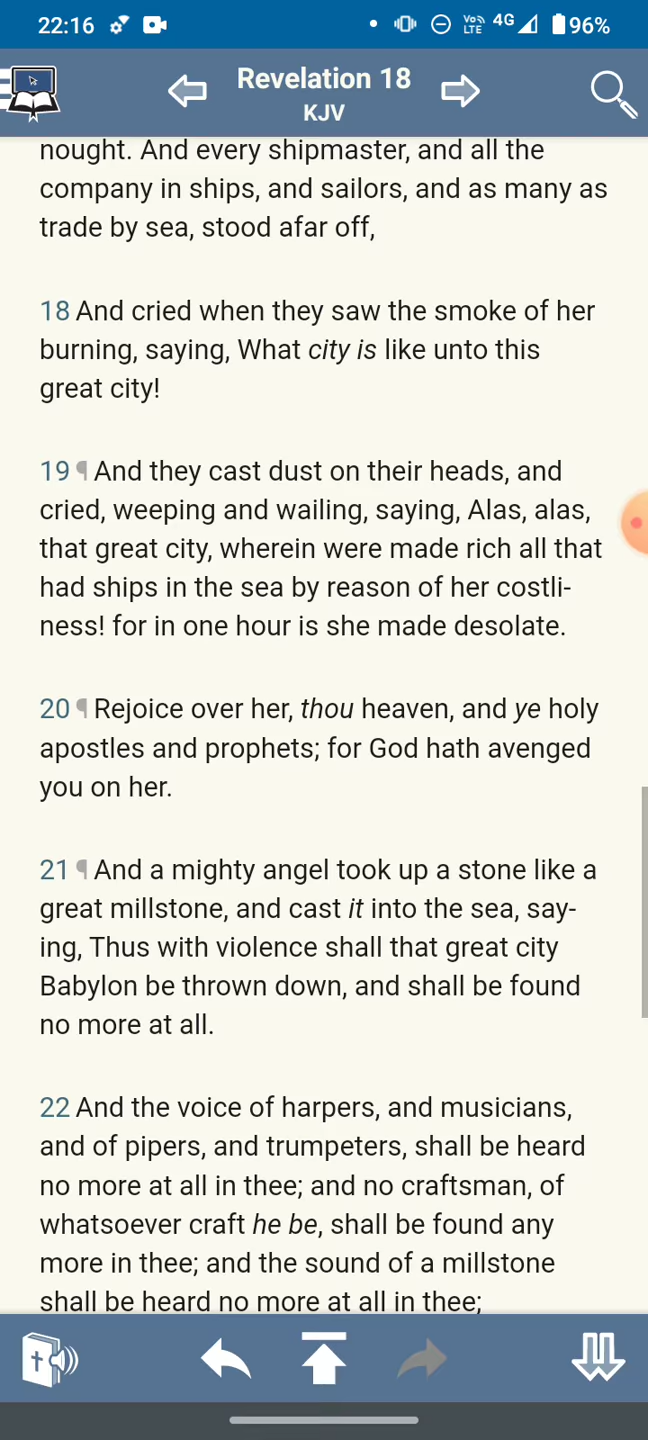 22:16
Vo LTE 4G 96%
Revelation 18
KJV
nought. And every shipmaster, and all the
company in ships, and sailors, and as many as
trade by sea, stood afar off,
18 And cried when they saw the smoke of her
burning, saying, What city is like unto this
great city!
19 ¶ And they cast dust on their heads, and
cried, weeping and wailing, saying, Alas, alas,
that great city, wherein were made rich all that
had ships in the sea by reason of her costli-
ness! for in one hour is she made desolate.
20 ¶ Rejoice over her, thou heaven, and ye holy
apostles and prophets; for God hath avenged
you on her.
21 ¶ And a mighty angel took up a stone like a
great millstone, and cast it into the sea, say-
ing, Thus with violence shall that great city
Babylon be thrown down, and shall be found
no more at all.
22 And the voice of harpers, and musicians,
and of pipers, and trumpeters, shall be heard
no more at all in thee; and no craftsman, of
whatsoever craft he be, shall be found any
more in thee; and the sound of a millstone
shall be heard no more at all in thee;